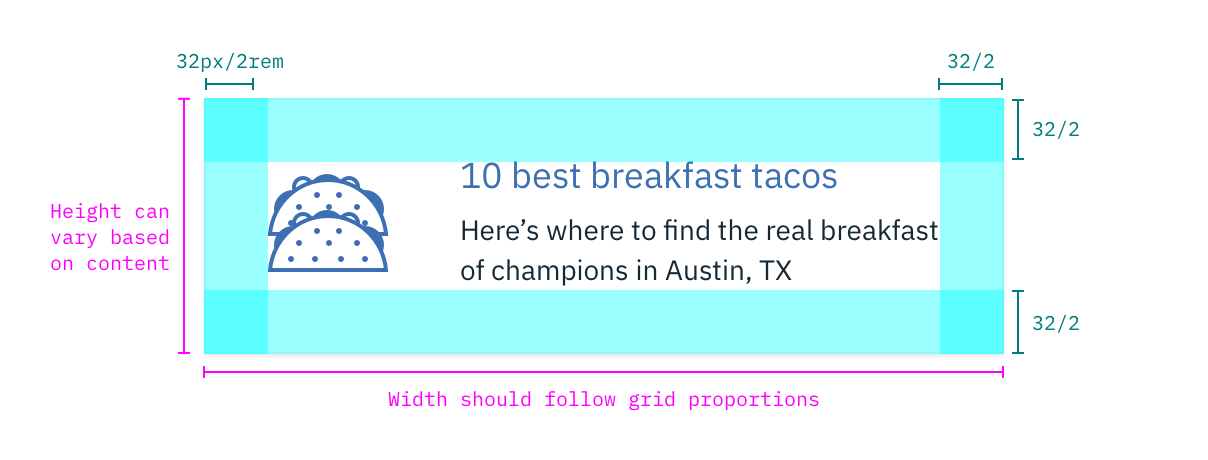 32px/2rem
32/2
32/2
10 best breakfast tacos
Height can
vary based
on content
Here’s where to find the real breakfast
of champions in Austin, TX
32/2
Width should follow grid proportions